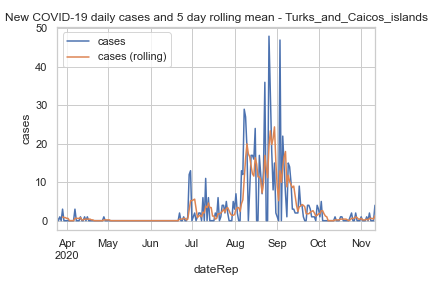 New COVID-19 daily cases and 5 day rolling mean - Turks_and_Caicos_islands
cases
cases (rolling)
50
40
30
20
10
0
cases
Apr May Jun Jul Aug Sep Oct Nov
2020
dateRep